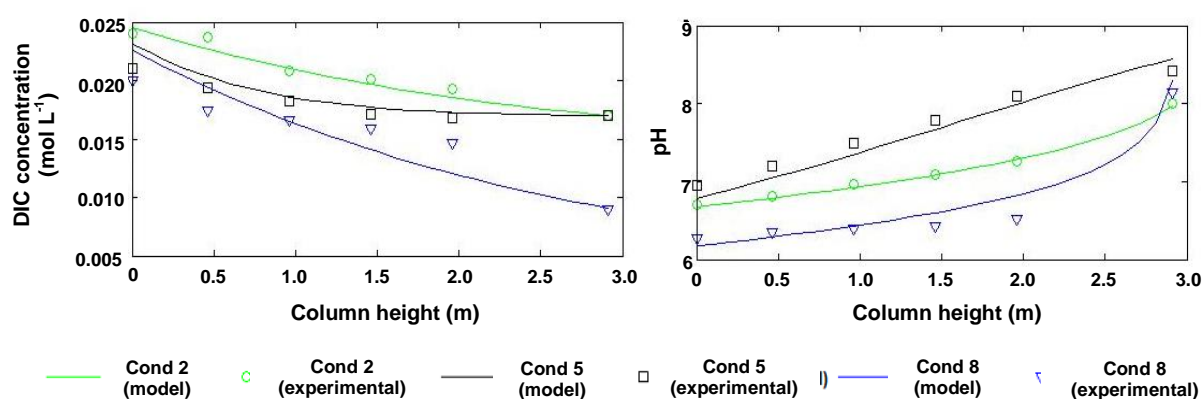 DIC concentration
(mol L-1)
0.025
0.020
0.015
0.010
0.005
0
0.5
1.0
1.5
2.0
2.5
3.0
Column height (m)
pH
9
8
7
6
0
0.5
1.0
1.5
2.0
2.5
3.0
Column height (m)
Cond 2
(model)
Cond 2
(experimental)
Cond 5
(model)
Cond 5
(experimental)
Cond 8
(model)
Cond 8
(experimental)